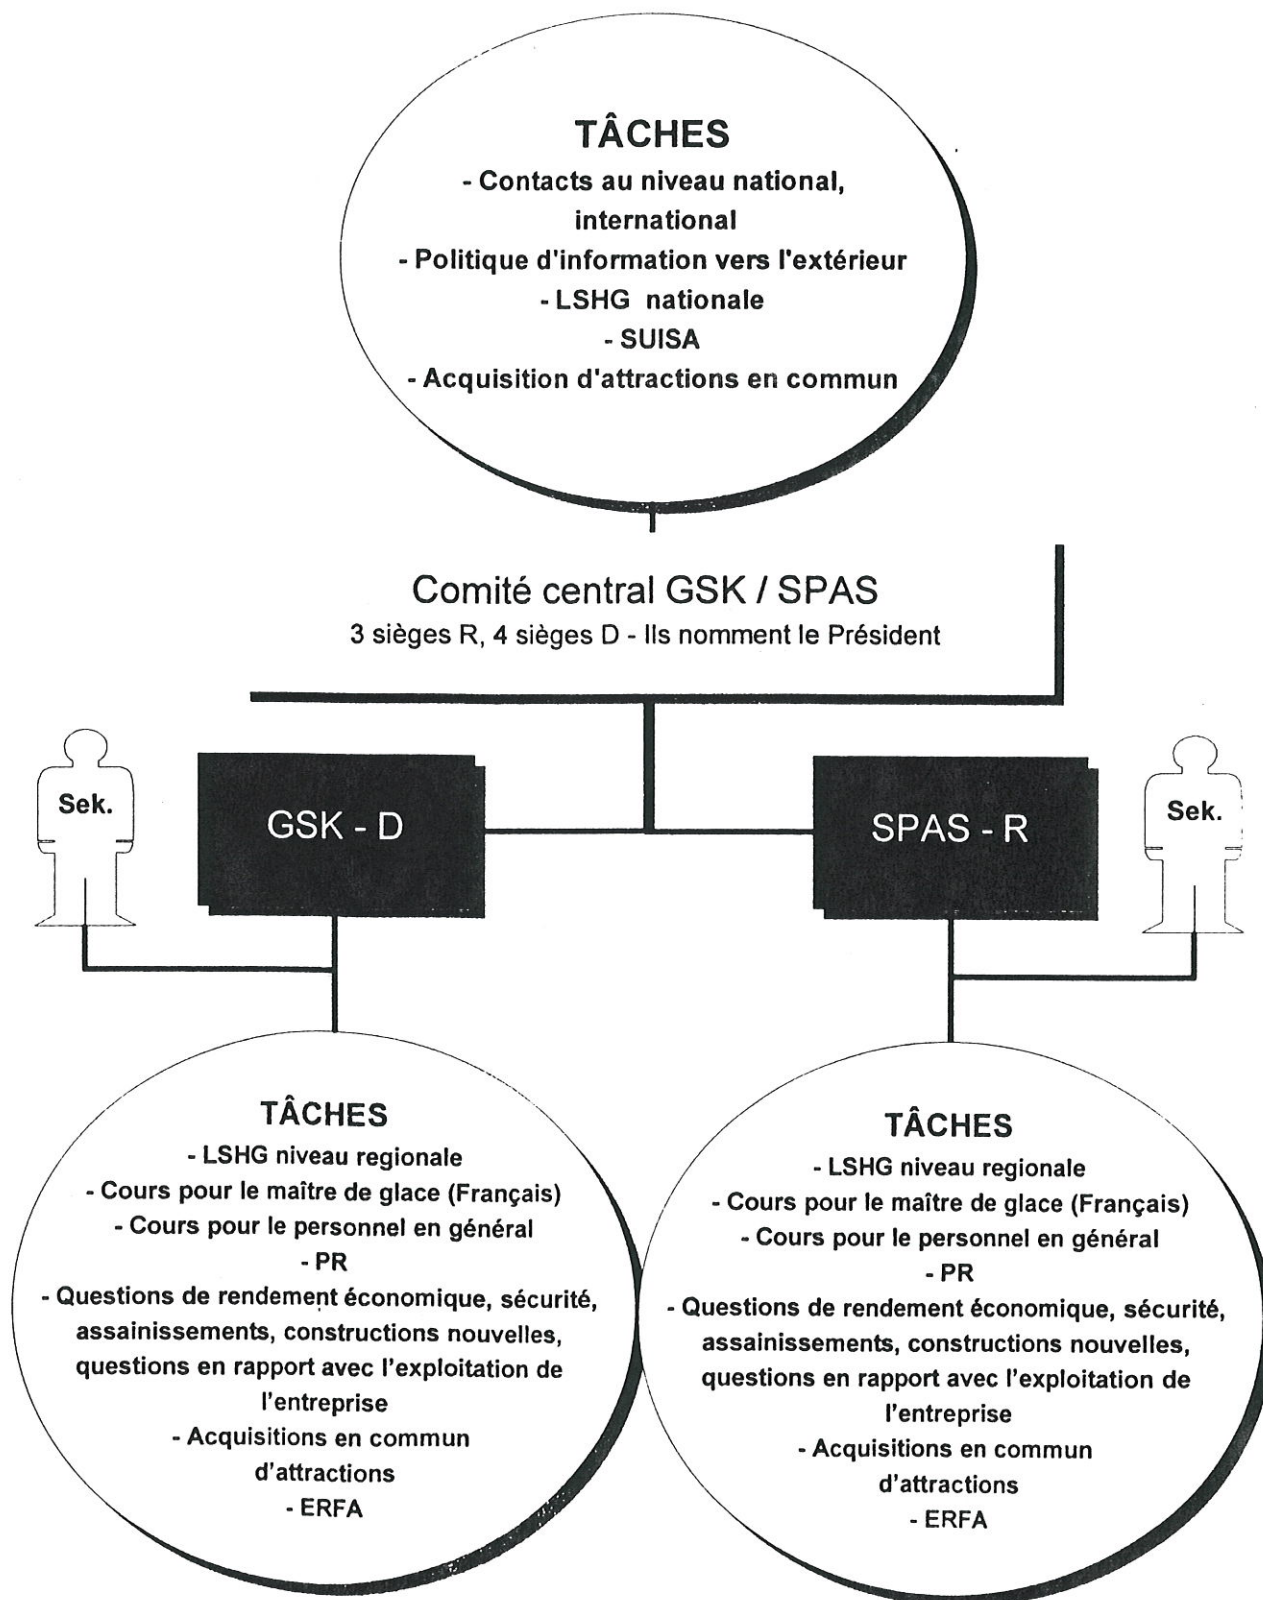 TÂCHES
- Contacts au niveau national,
international
- Politique d'information vers l'extérieur
- LSHG nationale
- SUISA
- Acquisition d'attractions en commun
Comité central GSK / SPAS
3 sièges R, 4 sièges D - Ils nomment le Président
Sek.
GSK - D
SPAS - R
Sek.
TÂCHES
- LSHG niveau regionale
- Cours pour le maître de glace (Français)
- Cours pour le personnel en général
- PR
- Questions de rendement économique, sécurité,
assainissements, constructions nouvelles,
questions en rapport avec l'exploitation de
l'entreprise
- Acquisitions en commun
d'attractions
- ERFA
TÂCHES
- LSHG niveau regionale
- Cours pour le maître de glace (Français)
- Cours pour le personnel en général
- PR
- Questions de rendement économique, sécurité,
assainissements, constructions nouvelles,
questions en rapport avec l'exploitation de
l'entreprise
- Acquisitions en commun
d'attractions
- ERFA